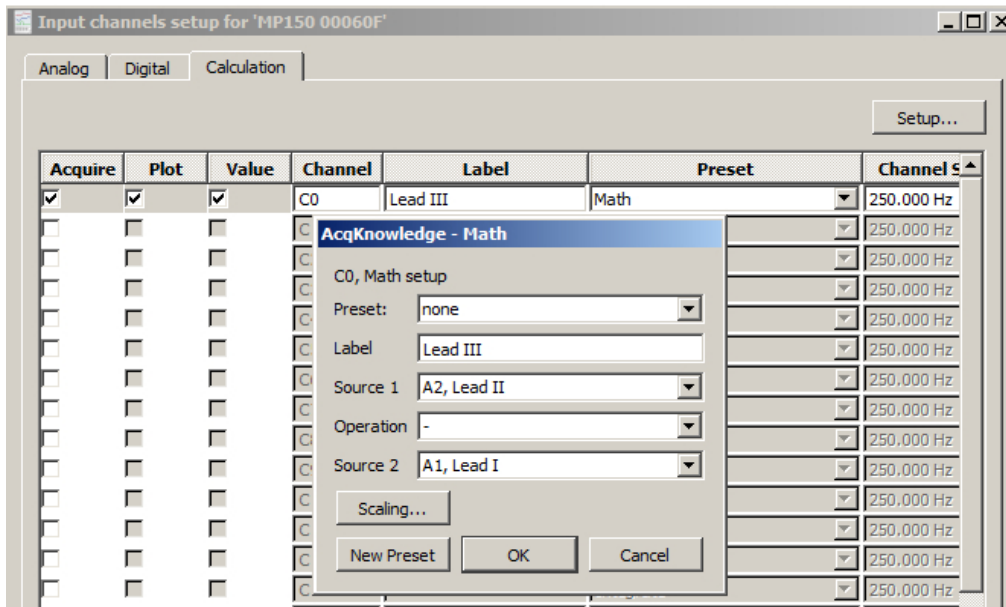 Input channels setup for 'MP150 00060F'
Analog Digital Calculation
Setup...
Acquire Plot Value Channel Label Preset Channel S
C0 Lead III Math 250.000 Hz
C 250.000 Hz
AcqKnowledge - Math
C 250.000 Hz
C0, Math setup
C 250.000 Hz
Preset: none
C 250.000 Hz
Label Lead III
C 250.000 Hz
Source 1 A2, Lead II
C 250.000 Hz
C 250.000 Hz
Operation -
C8 250.000 Hz
Source 2 A1, Lead I
C9 250.000 Hz
C 250.000 Hz
Scaling...
C 250.000 Hz
New Preset OK Cancel
C 250.000 Hz
C 250.000 Hz